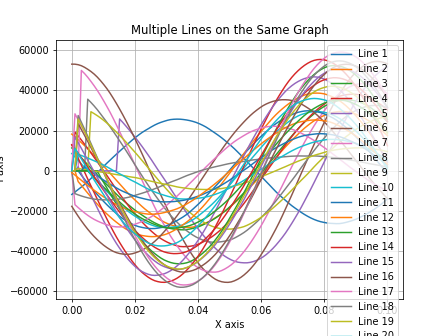 Multiple Lines on the Same Graph
60000
40000
20000
0
−20000
−40000
−60000
0.00
0.02
0.04
0.06
0.08
X axis
Line 1
Line 2
Line 3
Line 4
Line 5
Line 6
Line 7
Line 8
Line 9
Line 10
Line 11
Line 12
Line 13
Line 14
Line 15
Line 16
Line 17
Line 18
Line 19
Line 20